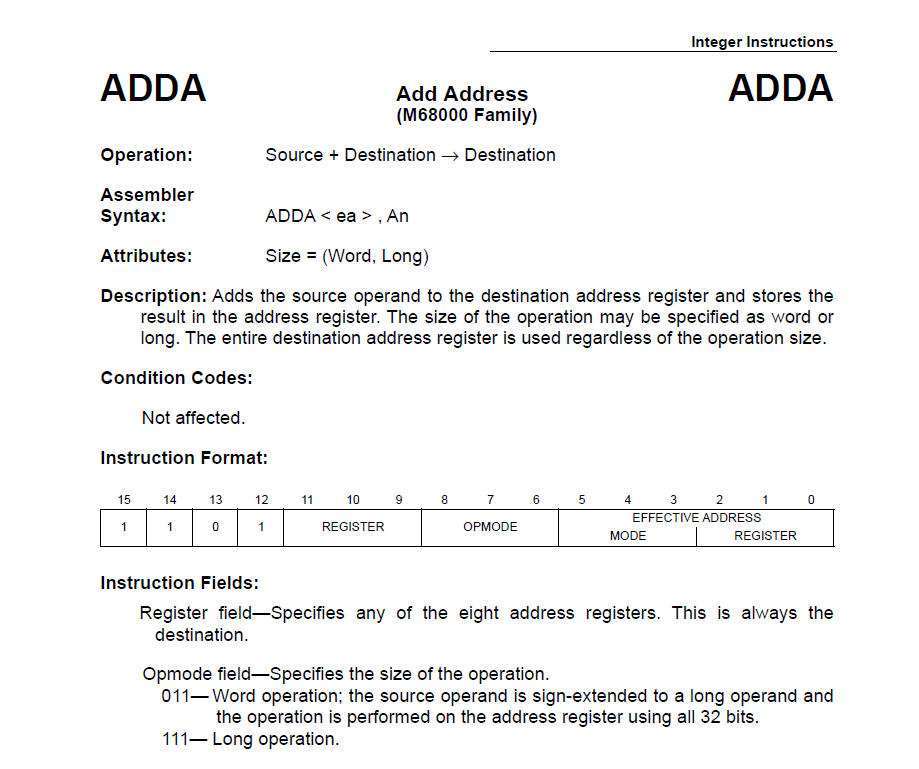 Integer Instructions
ADDA Add Address ADDA
(M68000 Family)
Operation: Source + Destination → Destination
Assembler
Syntax: ADDA < ea > , An
Attributes: Size = (Word, Long)
Description: Adds the source operand to the destination address register and stores the
result in the address register. The size of the operation may be specified as word or
long. The entire destination address register is used regardless of the operation size.
Condition Codes:
Not affected.
Instruction Format:
15 14 13 12 11 10 9 8 7 6 5 4 3 2 1 0
1 1 0 1 REGISTER OPMODE EFFECTIVE ADDRESS
MODE REGISTER
Instruction Fields:
Register field—Specifies any of the eight address registers. This is always the
destination.
Opmode field—Specifies the size of the operation.
011— Word operation; the source operand is sign-extended to a long operand and
the operation is performed on the address register using all 32 bits.
111— Long operation.